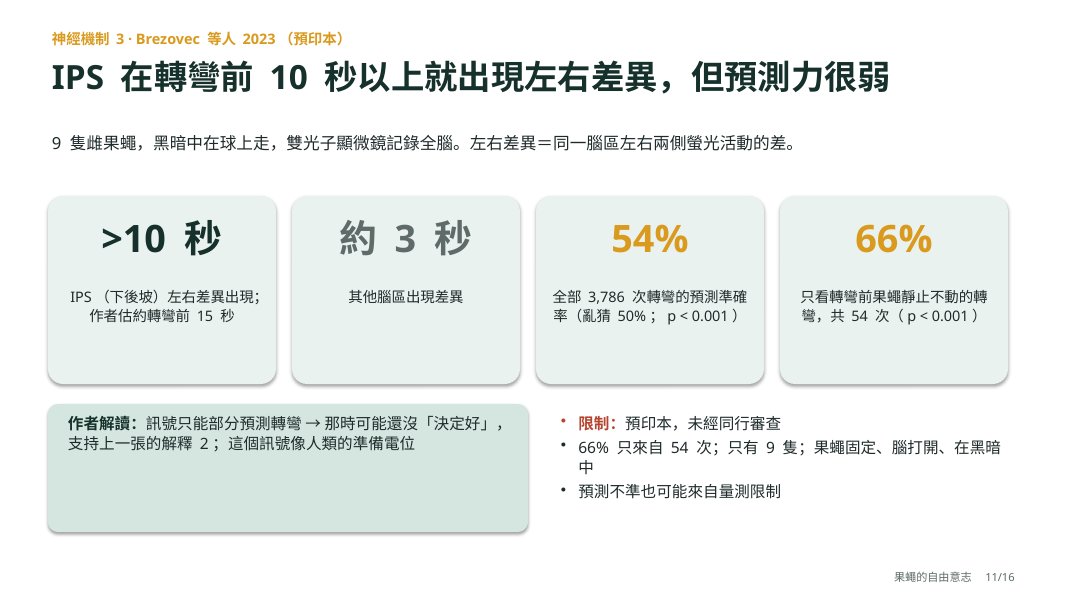 神經機制 3 · Brezovec 等人 2023（預印本）
IPS 在轉彎前 10 秒以上就出現左右差異，但預測力很弱
9 隻雌果蠅，黑暗中在球上走，雙光子顯微鏡記錄全腦。左右差異＝同一腦區左右兩側螢光活動的差。
>10 秒
IPS（下後坡）左右差異出現；
作者估約轉彎前 15 秒
約 3 秒
其他腦區出現差異
54%
全部 3,786 次轉彎的預測準確
率（亂猜 50%；p < 0.001）
66%
只看轉彎前果蠅靜止不動的轉
彎，共 54 次（p < 0.001）
作者解讀：訊號只能部分預測轉彎 → 那時可能還沒「決定好」，
支持上一張的解釋 2；這個訊號像人類的準備電位
• 限制：預印本，未經同行審查
• 66% 只來自 54 次；只有 9 隻；果蠅固定、腦打開、在黑暗
中
• 預測不準也可能來自量測限制
果蠅的自由意志 11/16